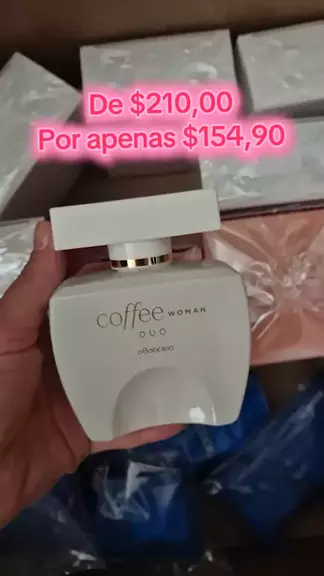 De $210,00
Por apenas $154,90
coffee WOMAN
DUO
oBoticário